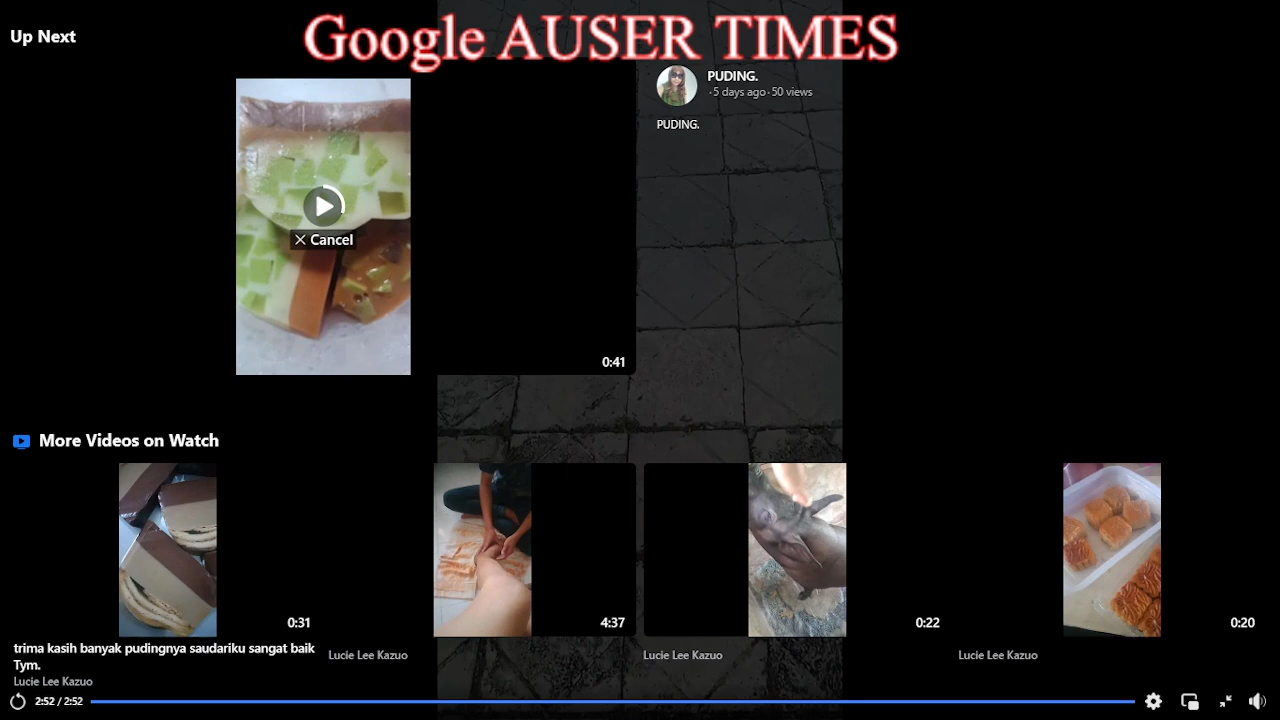 Google AUSER TIMES
Up Next
PUDING.
·5 days ago·50 views
PUDING.
Cancel
0:41
More Videos on Watch
0:31
4:37
0:22
0:20
trima kasih banyak pudingnya saudariku sangat baik
Tym.
Lucie Lee Kazuo
Lucie Lee Kazuo
Lucie Lee Kazuo
Lucie Lee Kazuo
2:52 / 2:52